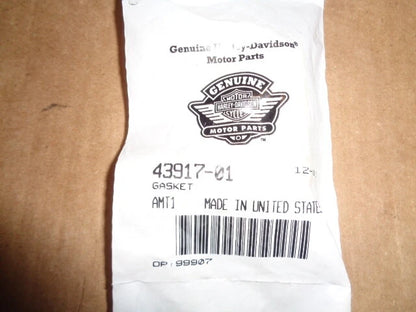 Genuine Harley-Davidson®
Motor Parts
GENUINE
MOTOR
HARLEY-DAVIDSON
MOTOR PARTS
™
43917-01
GASKET
AMT1 MADE IN UNITED STATES
OP:99907